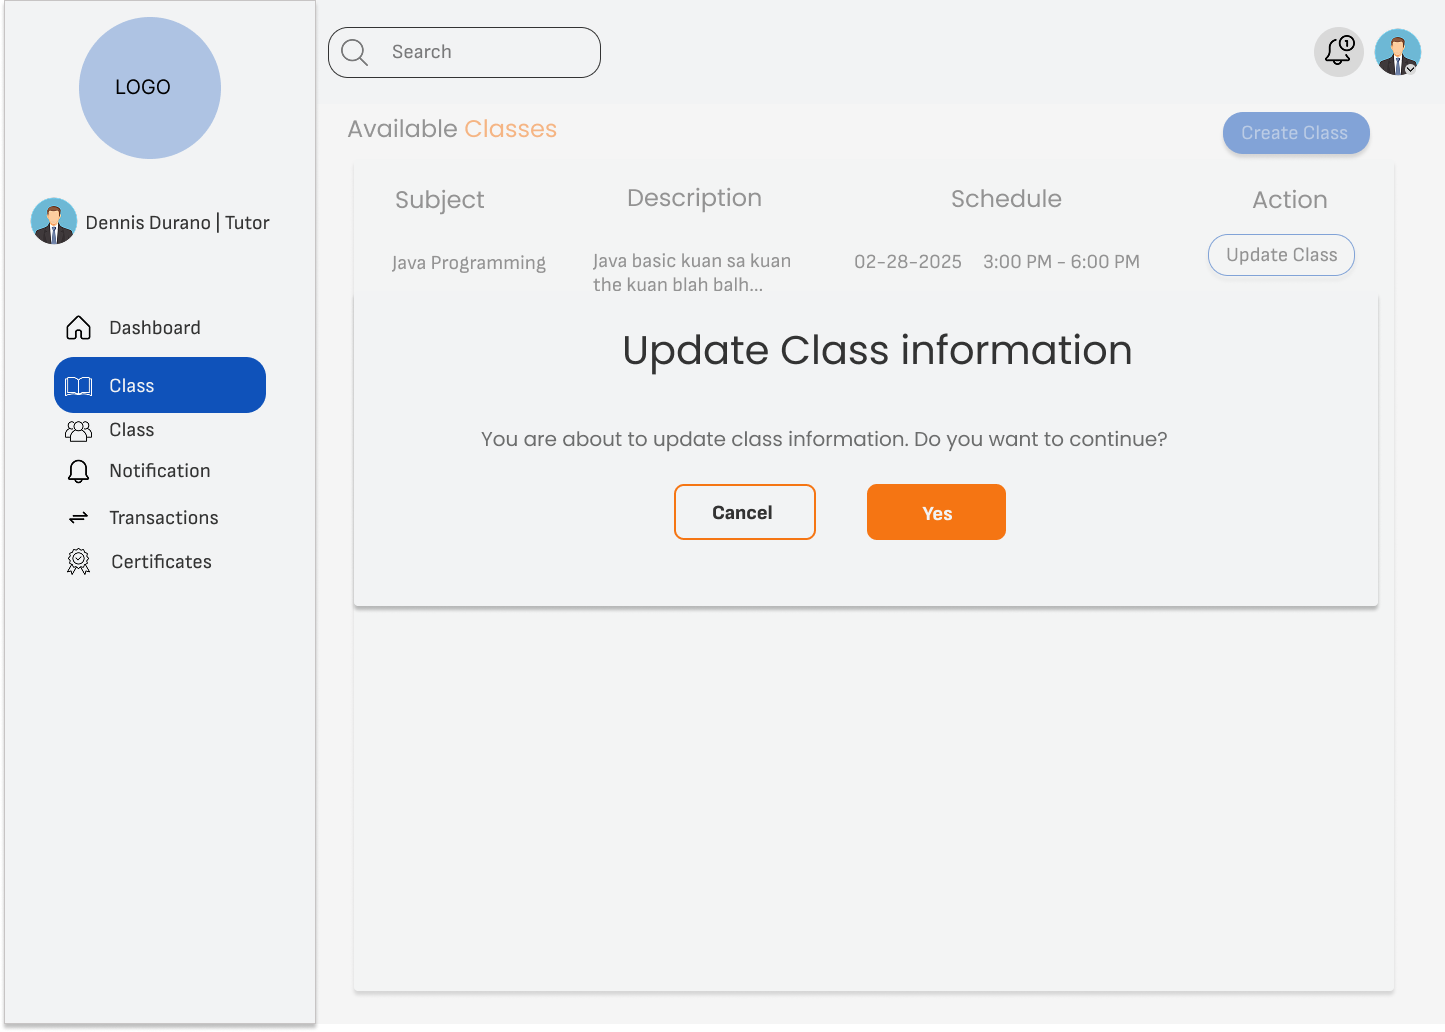 LOGO
Search
1
Available Classes
Create Class
Dennis Durano | Tutor
Subject
Description
Schedule
Action
Java Programming
Java basic kuan sa kuan
the kuan blah balh...
02-28-2025
3:00 PM - 6:00 PM
Update Class
Dashboard
Class
Class
Notification
Transactions
Certificates
Update Class information
You are about to update class information. Do you want to continue?
Cancel
Yes